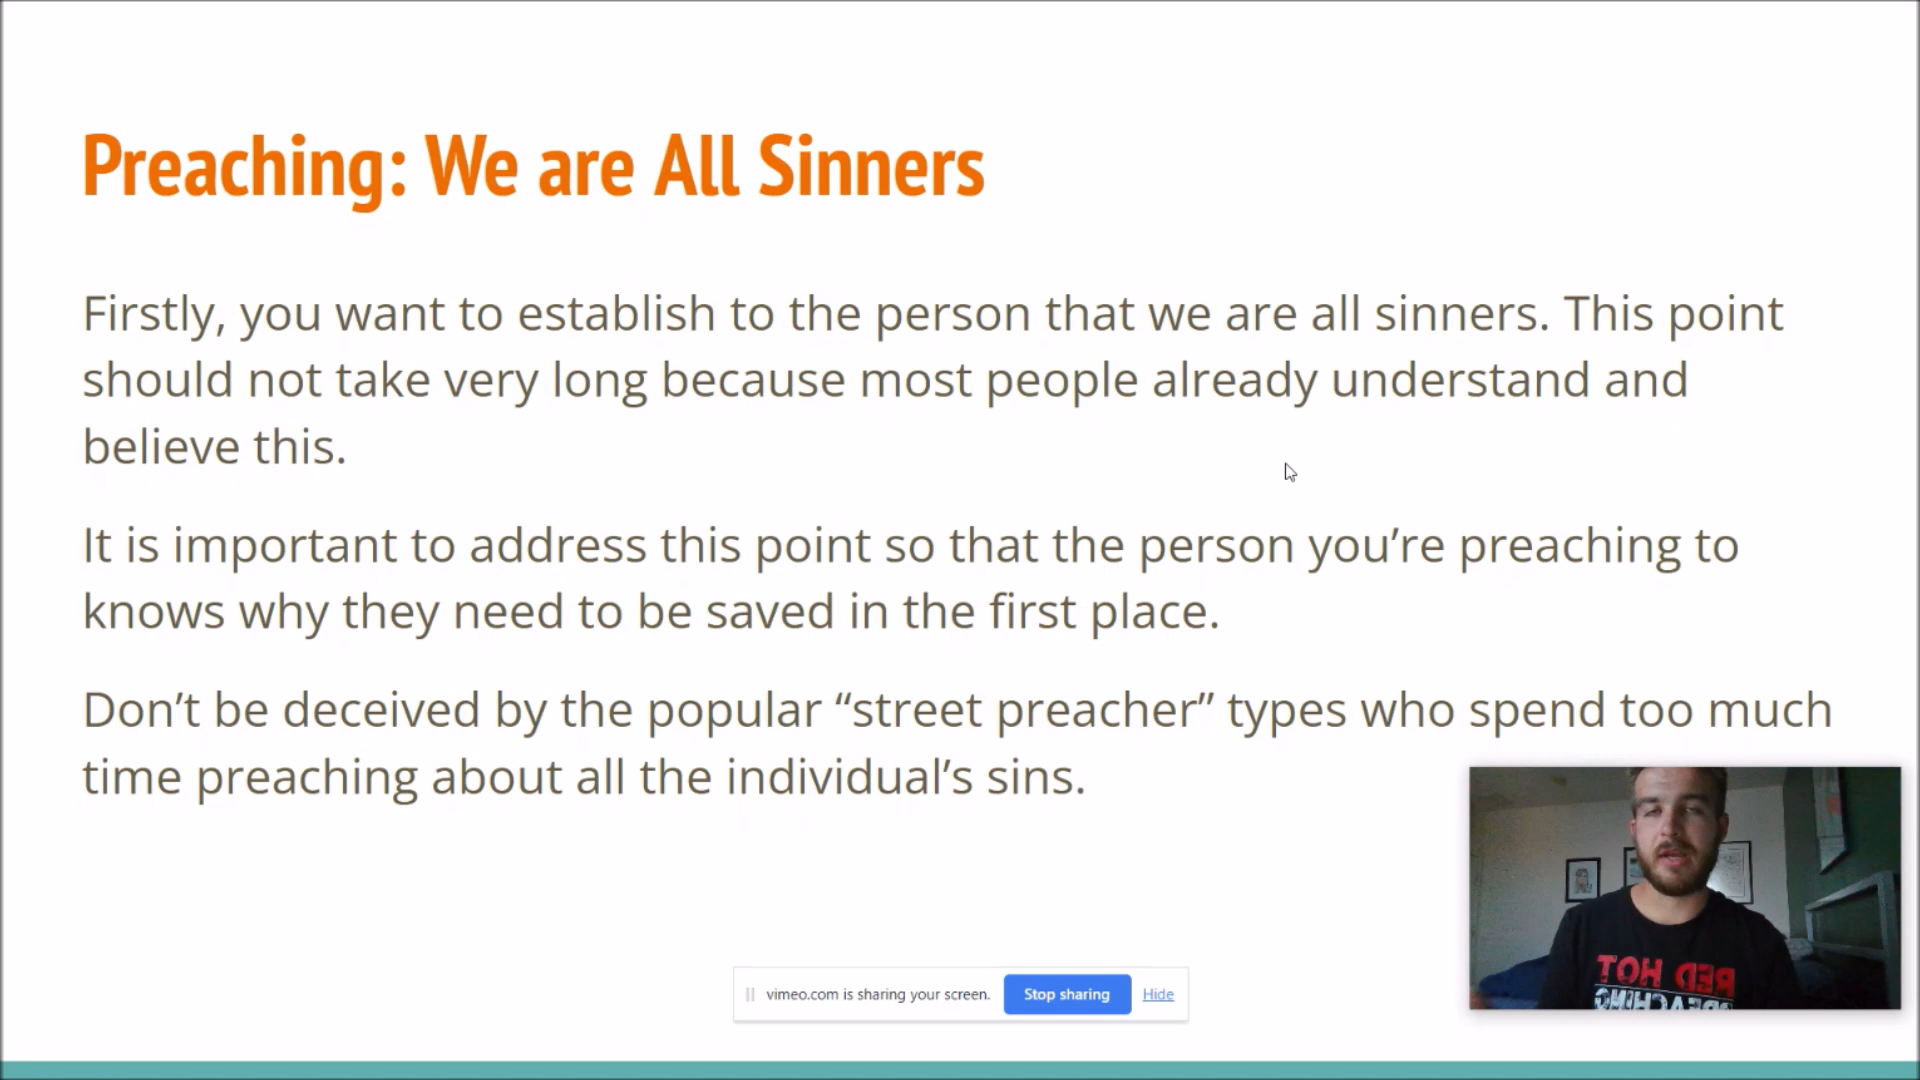 Preaching: We are All Sinners
Firstly, you want to establish to the person that we are all sinners. This point
should not take very long because most people already understand and
believe this.
It is important to address this point so that the person you’re preaching to
knows why they need to be saved in the first place.
Don’t be deceived by the popular “street preacher” types who spend too much
time preaching about all the individual’s sins.
RED HOT
PREACHING
vimeo.com is sharing your screen. Stop sharing Hide